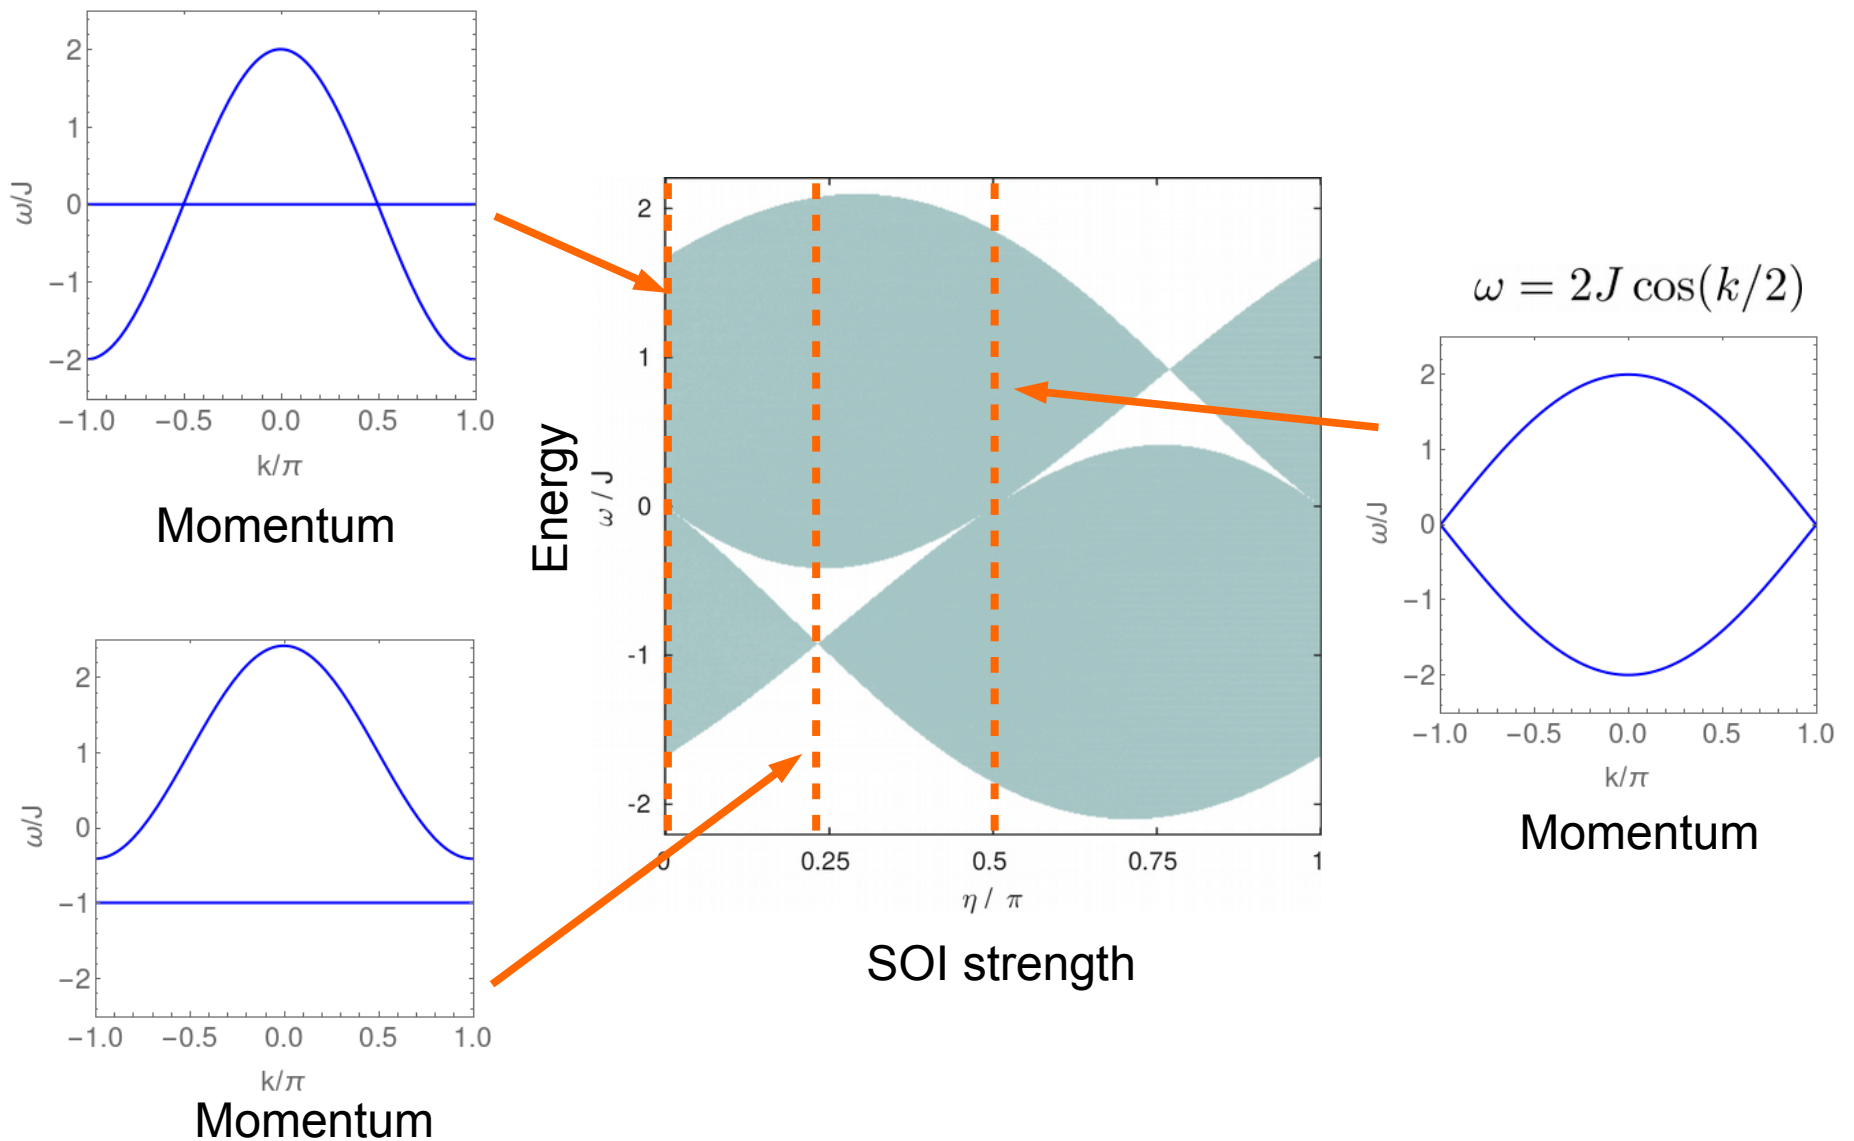 2
1
0
−1
−2
ω/J
−1.0 −0.5 0.0 0.5 1.0
k/π
Momentum
2
1
0
−1
−2
ω/J
−1.0 −0.5 0.0 0.5 1.0
k/π
Momentum
Energy
ω / J
2
1
0
-1
-2
0 0.25 0.5 0.75 1
η / π
SOI strength
ω = 2J cos(k/2)
2
1
0
−1
−2
ω/J
−1.0 −0.5 0.0 0.5 1.0
k/π
Momentum